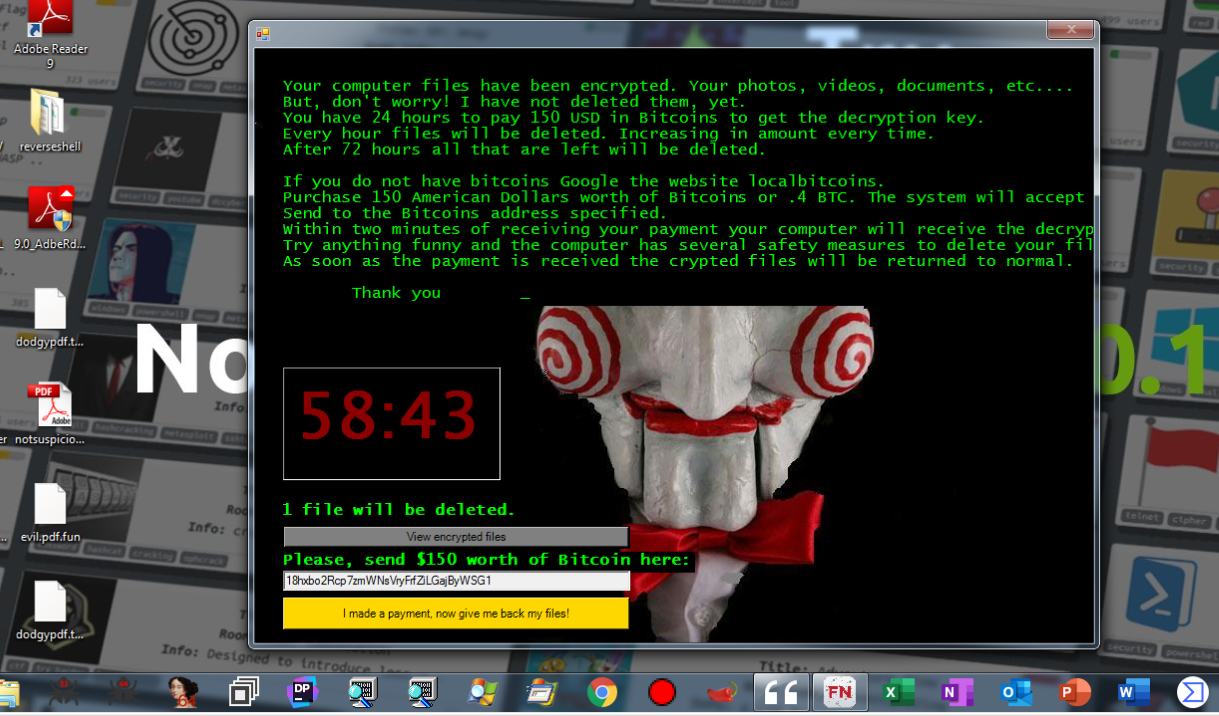 Adobe Reader
9
323 users
reverseshell
9.0_AdbeRd...
dodgypdf.t...
notsuspicio...
evil.pdf.fun
dodgypdf.t...
No
0.1
Your computer files have been encrypted. Your photos, videos, documents, etc....
But, don't worry! I have not deleted them, yet.
You have 24 hours to pay 150 USD in Bitcoins to get the decryption key.
Every hour files will be deleted. Increasing in amount every time.
After 72 hours all that are left will be deleted.
If you do not have bitcoins Google the website localbitcoins.
Purchase 150 American Dollars worth of Bitcoins or .4 BTC. The system will accept
Send to the Bitcoins address specified.
Within two minutes of receiving your payment your computer will receive the decryp
Try anything funny and the computer has several safety measures to delete your fil
As soon as the payment is received the crypted files will be returned to normal.
Thank you _
58:43
1 file will be deleted.
View encrypted files
Please, send $150 worth of Bitcoin here:
18hxbo2Rcp7zmWNsVryFrfZiLGajByWSG1
I made a payment, now give me back my files!
Info: Designed to introduce
Title:
DP
FN
X
N
O
P
W